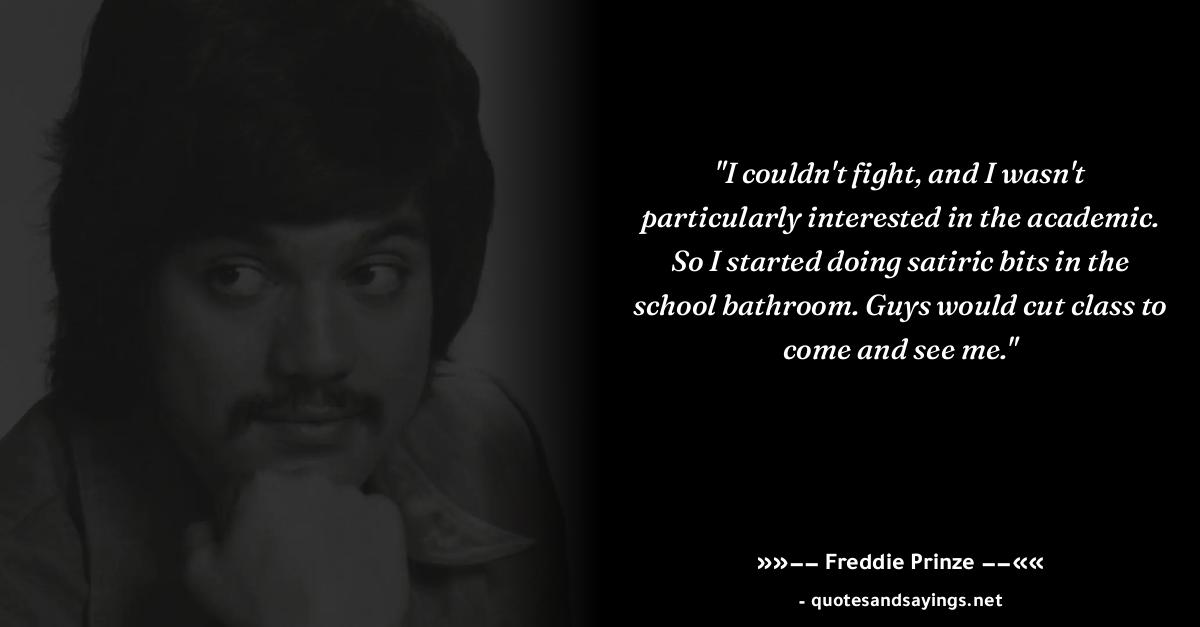 "I couldn't fight, and I wasn't
particularly interested in the academic.
So I started doing satiric bits in the
school bathroom. Guys would cut class to
come and see me."
»»−− Freddie Prinze −−««
- quotesandsayings.net